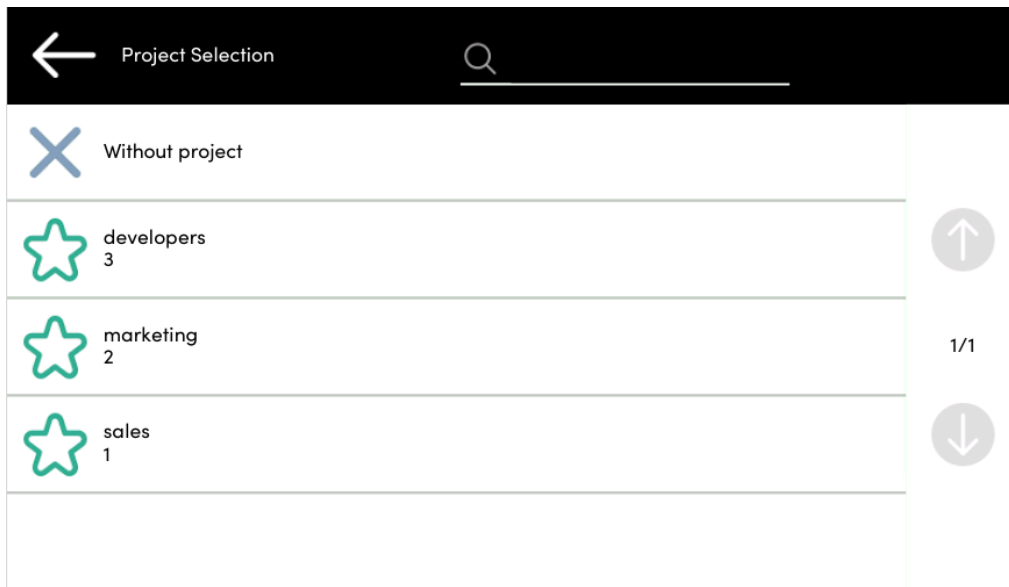 Project Selection
Without project
developers
3
marketing
2
1/1
sales
1